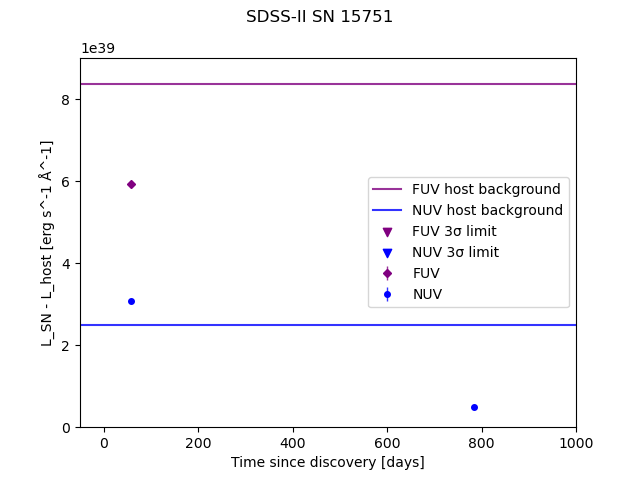 SDSS-II SN 15751
1e39
L_SN - L_host [erg s^-1 Å^-1]
8
6
4
2
0
FUV host background
NUV host background
FUV 3σ limit
NUV 3σ limit
FUV
NUV
0 200 400 600 800 1000
Time since discovery [days]